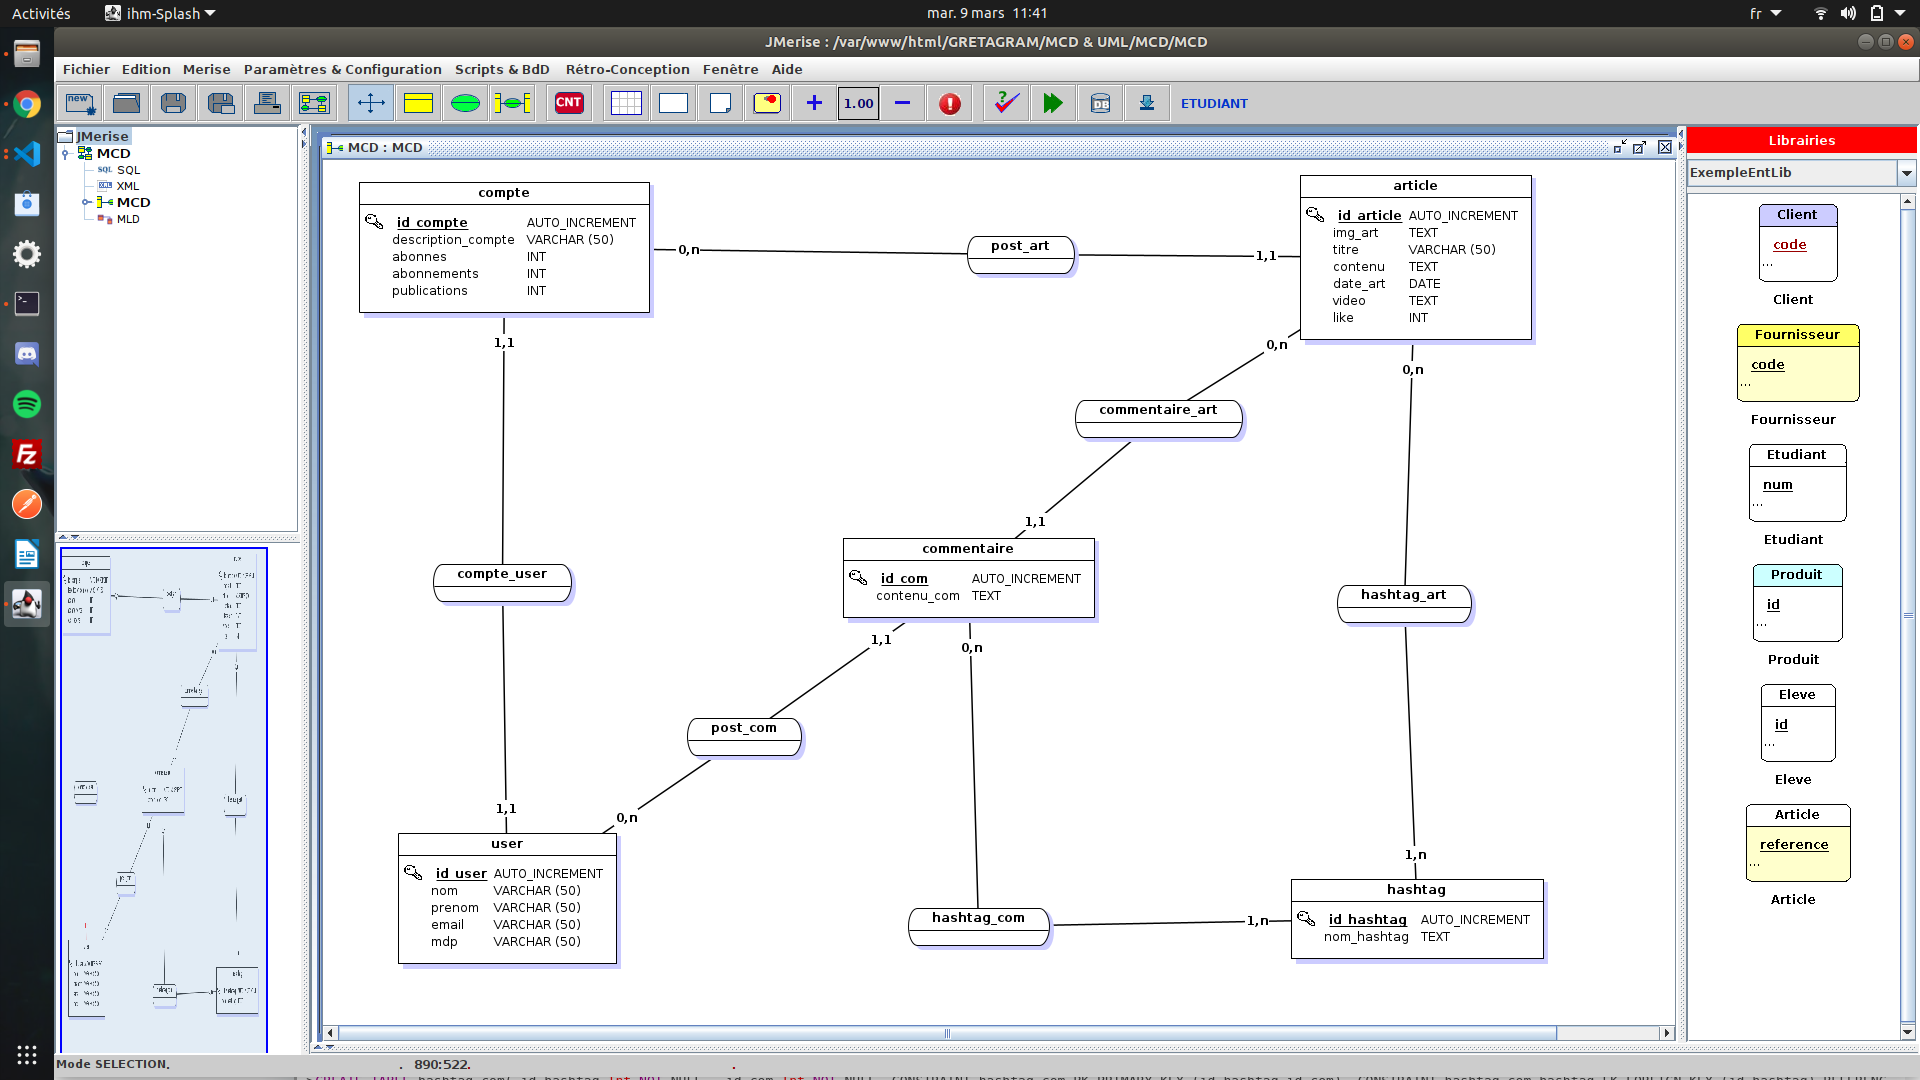 Activités
ihm-Splash
mar. 9 mars 11:41
fr
JMerise : /var/www/html/GRETAGRAM/MCD & UML/MCD/MCD
Fichier Edition Merise Paramètres & Configuration Scripts & BdD Rétro-Conception Fenêtre Aide
new
CNT
1.00
DB
ETUDIANT
JMerise
MCD
SQL SQL
XML
MCD
MLD
MCD : MCD
compte
id_compte AUTO_INCREMENT
description_compte VARCHAR (50)
abonnes INT
abonnements INT
publications INT
0,n
post_art
1,1
article
id_article AUTO_INCREMENT
img_art TEXT
titre VARCHAR (50)
contenu TEXT
date_art DATE
video TEXT
like INT
1,1
0,n
0,n
commentaire_art
1,1
commentaire
id_com AUTO_INCREMENT
contenu_com TEXT
compte_user
hashtag_art
1,1
0,n
post_com
1,1
0,n
user
id_user AUTO_INCREMENT
nom VARCHAR (50)
prenom VARCHAR (50)
email VARCHAR (50)
mdp VARCHAR (50)
1,n
hashtag
id_hashtag AUTO_INCREMENT
nom_hashtag TEXT
hashtag_com
1,n
Librairies
ExempleEntLib
Client
code
...
Client
Fournisseur
code
...
Fournisseur
Etudiant
num
...
Etudiant
Produit
id
...
Produit
Eleve
id
...
Eleve
Article
reference
...
Article
Mode SELECTION.
. 890:522.
.